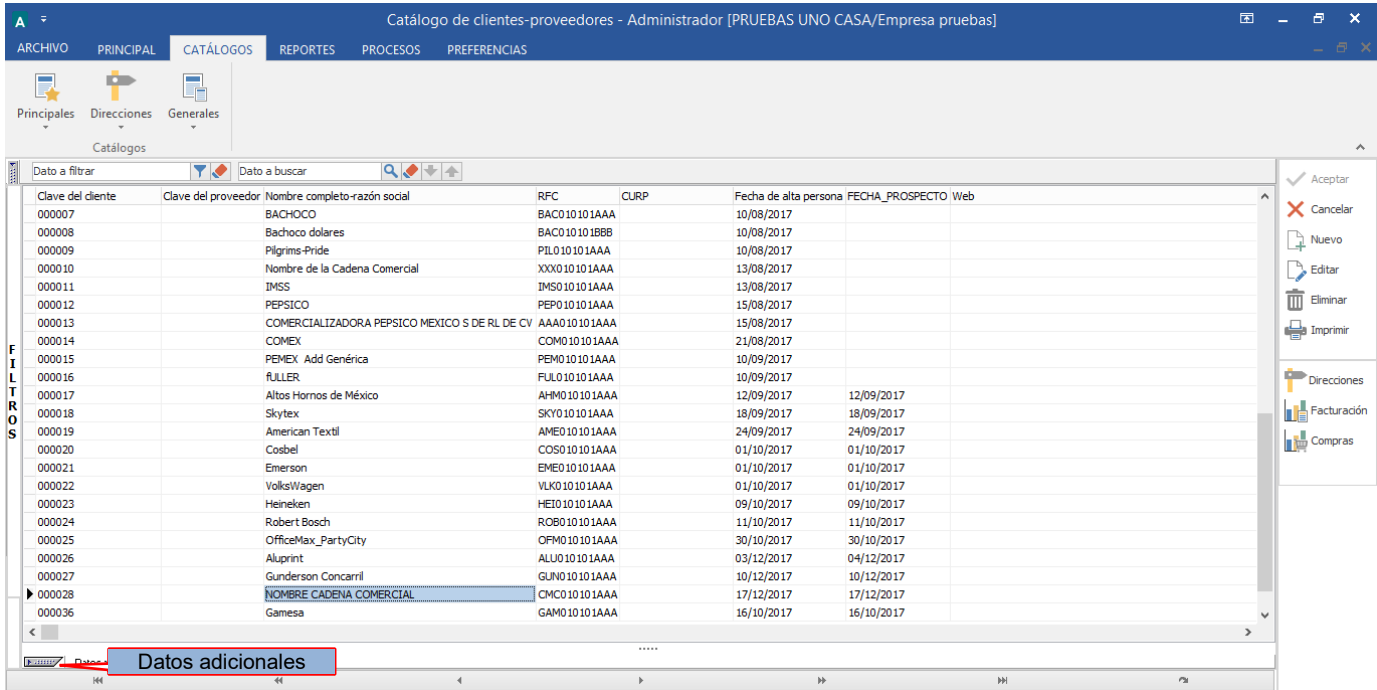 A
Catálogo de clientes-proveedores - Administrador [PRUEBAS UNO CASA/Empresa pruebas]
ARCHIVO PRINCIPAL CATÁLOGOS REPORTES PROCESOS PREFERENCIAS
Principales Direcciones Generales
Catálogos
Dato a filtrar Dato a buscar
Clave del cliente Clave del proveedor Nombre completo-razón social RFC CURP Fecha de alta persona FECHA_PROSPECTO Web
000007 BACHOCO BAC010101AAA 10/08/2017
000008 Bachoco dolares BAC010101BBB 10/08/2017
000009 Pilgrims-Pride PIL010101AAA 10/08/2017
000010 Nombre de la Cadena Comercial XXX010101AAA 13/08/2017
000011 IMSS IMS010101AAA 13/08/2017
000012 PEPSICO PEP010101AAA 15/08/2017
000013 COMERCIALIZADORA PEPSICO MEXICO S DE RL DE CV AAA010101AAA 15/08/2017
000014 COMEX COM010101AAA 21/08/2017
000015 PEMEX Add Genérica PEM010101AAA 10/09/2017
000016 fULLER FUL010101AAA 10/09/2017
000017 Altos Hornos de México AHM010101AAA 12/09/2017 12/09/2017
000018 Skytex SKY010101AAA 18/09/2017 18/09/2017
000019 American Textil AME010101AAA 24/09/2017 24/09/2017
000020 Cosbel COS010101AAA 01/10/2017 01/10/2017
000021 Emerson EME010101AAA 01/10/2017 01/10/2017
000022 VolksWagen VLK010101AAA 01/10/2017 01/10/2017
000023 Heineken HEI010101AAA 09/10/2017 09/10/2017
000024 Robert Bosch ROB010101AAA 11/10/2017 11/10/2017
000025 OfficeMax_PartyCity OFM010101AAA 30/10/2017 30/10/2017
000026 Aluprint ALU010101AAA 03/12/2017 04/12/2017
000027 Gunderson Concarril GUN010101AAA 10/12/2017 10/12/2017
000028 NOMBRE CADENA COMERCIAL CMC010101AAA 17/12/2017 17/12/2017
000036 Gamesa GAM010101AAA 16/10/2017 16/10/2017
FILTROS
Datos adicionales
Aceptar
Cancelar
Nuevo
Editar
Eliminar
Imprimir
Direcciones
Facturación
Compras